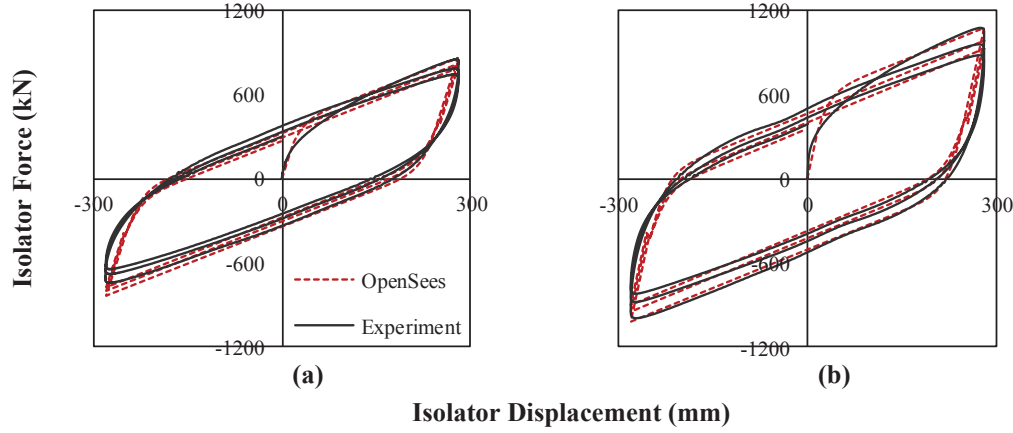 1200
1200
600
600
0
0
-300
0
300
-300
0
300
-600
-600
OpenSees
Experiment
-1200
-1200
(a)
(b)
Isolator Force (kN)
Isolator Displacement (mm)